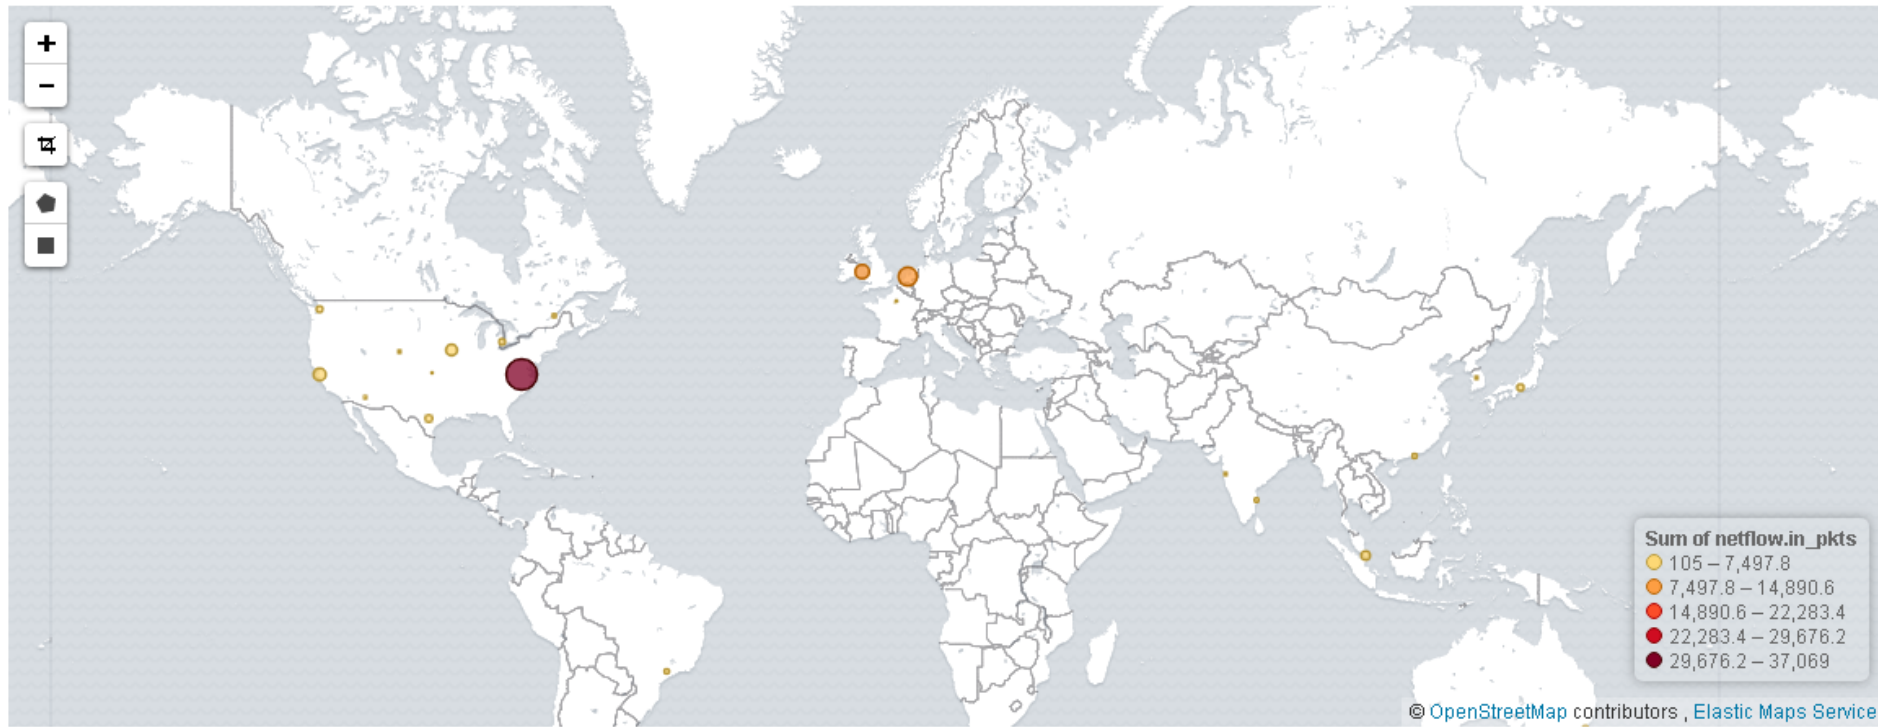 +
−
Sum of netflow.in_pkts
105 – 7,497.8
7,497.8 – 14,890.6
14,890.6 – 22,283.4
22,283.4 – 29,676.2
29,676.2 – 37,069
© OpenStreetMap contributors , Elastic Maps Service